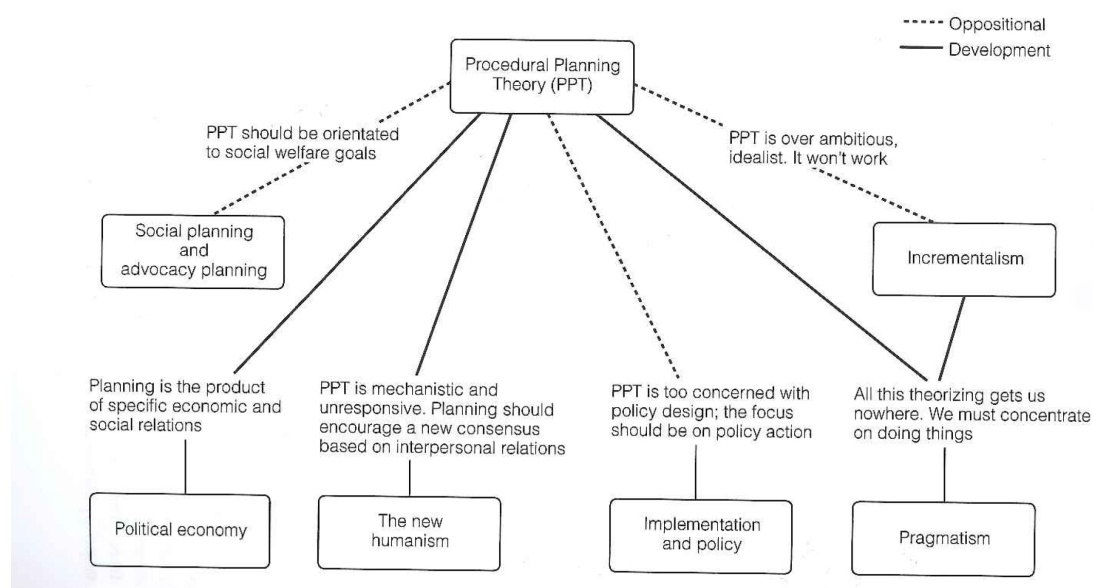 Oppositional
Development
Procedural Planning
Theory (PPT)
PPT should be orientated
to social welfare goals
PPT is over ambitious,
idealist. It won't work
Social planning
and
advocacy planning
Incrementalism
Planning is the product
of specific economic and
social relations
PPT is mechanistic and
unresponsive. Planning should
encourage a new consensus
based on interpersonal relations
PPT is too concerned with
policy design; the focus
should be on policy action
All this theorizing gets us
nowhere. We must concentrate
on doing things
Political economy
The new
humanism
Implementation
and policy
Pragmatism